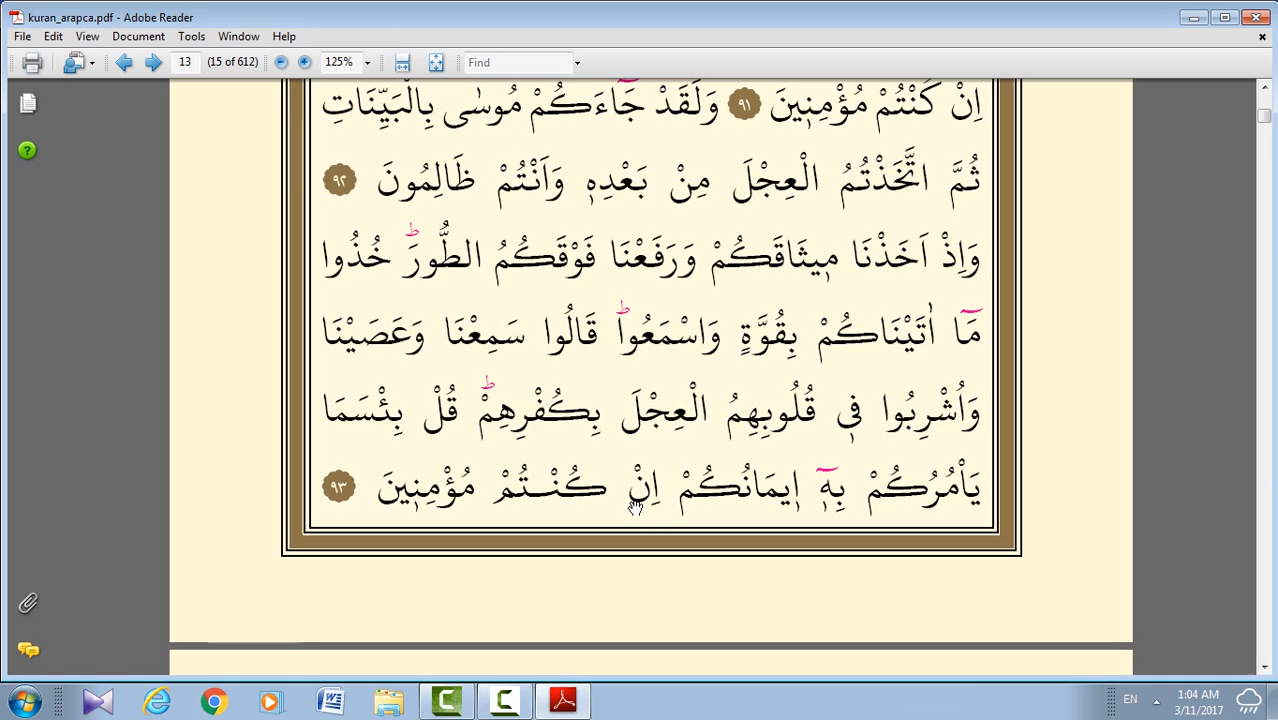 kuran_arapca.pdf - Adobe Reader
File Edit View Document Tools Window Help
13 (15 of 612) 125% Find
اِنْ كُنْتُمْ مُؤْمِن۪ينَ ﴿٩١﴾ وَلَقَدْ جَٓاءَكُمْ مُوسٰى بِالْبَيِّنَاتِ
ثُمَّ اتَّخَذْتُمُ الْعِجْلَ مِنْ بَعْدِه۪ وَاَنْتُمْ ظَالِمُونَ ﴿٩٢﴾
وَاِذْ اَخَذْنَا م۪يثَاقَكُمْ وَرَفَعْنَا فَوْقَكُمُ الطُّورَۜ خُذُوا
مَٓا اٰتَيْنَاكُمْ بِقُوَّةٍ وَاسْمَعُواۜ قَالُوا سَمِعْنَا وَعَصَيْنَا
وَاُشْرِبُوا ف۪ي قُلُوبِهِمُ الْعِجْلَ بِكُفْرِهِمْۜ قُلْ بِئْسَمَا
يَاْمُرُكُمْ بِه۪ٓ ا۪يمَانُكُمْ اِنْ كُنْتُمْ مُؤْمِن۪ينَ ﴿٩٣﴾
EN 1:04 AM
3/11/2017